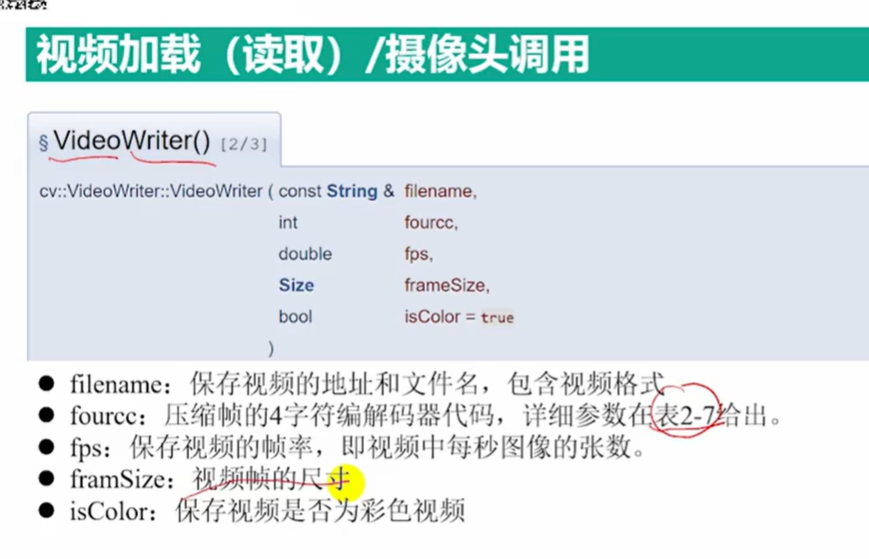 视频加载（读取）/摄像头调用
§ VideoWriter() [2/3]
cv::VideoWriter::VideoWriter ( const String & filename,
int fourcc,
double fps,
Size frameSize,
bool isColor = true
)
● filename：保存视频的地址和文件名，包含视频格式
● fourcc：压缩帧的4字符编解码器代码，详细参数在表2-7给出。
● fps：保存视频的帧率，即视频中每秒图像的张数。
● framSize：视频帧的尺寸
● isColor：保存视频是否为彩色视频